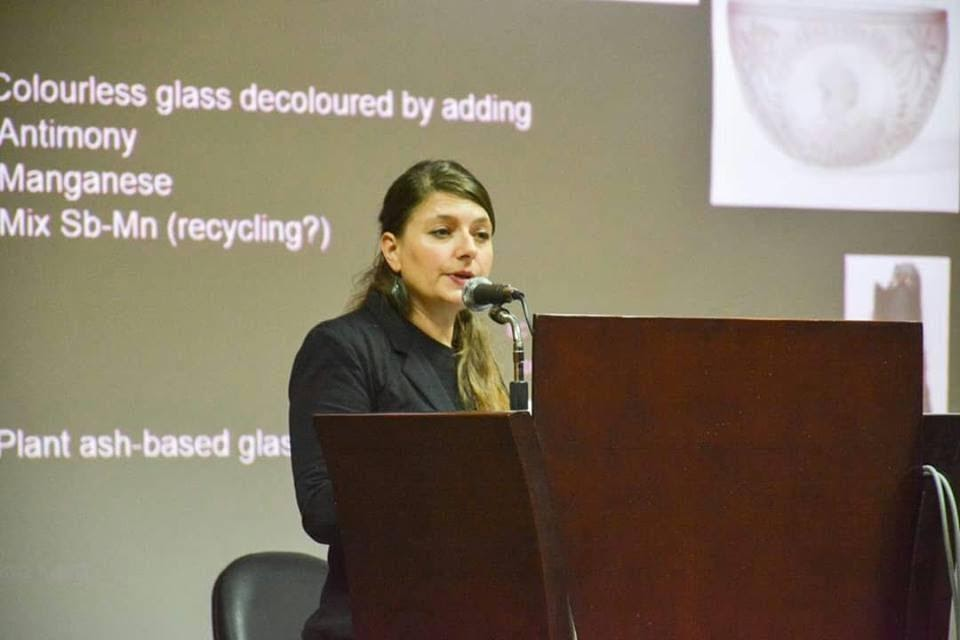 Colourless glass decoloured by adding
Antimony
Manganese
Mix Sb-Mn (recycling?)
Plant ash-based glas